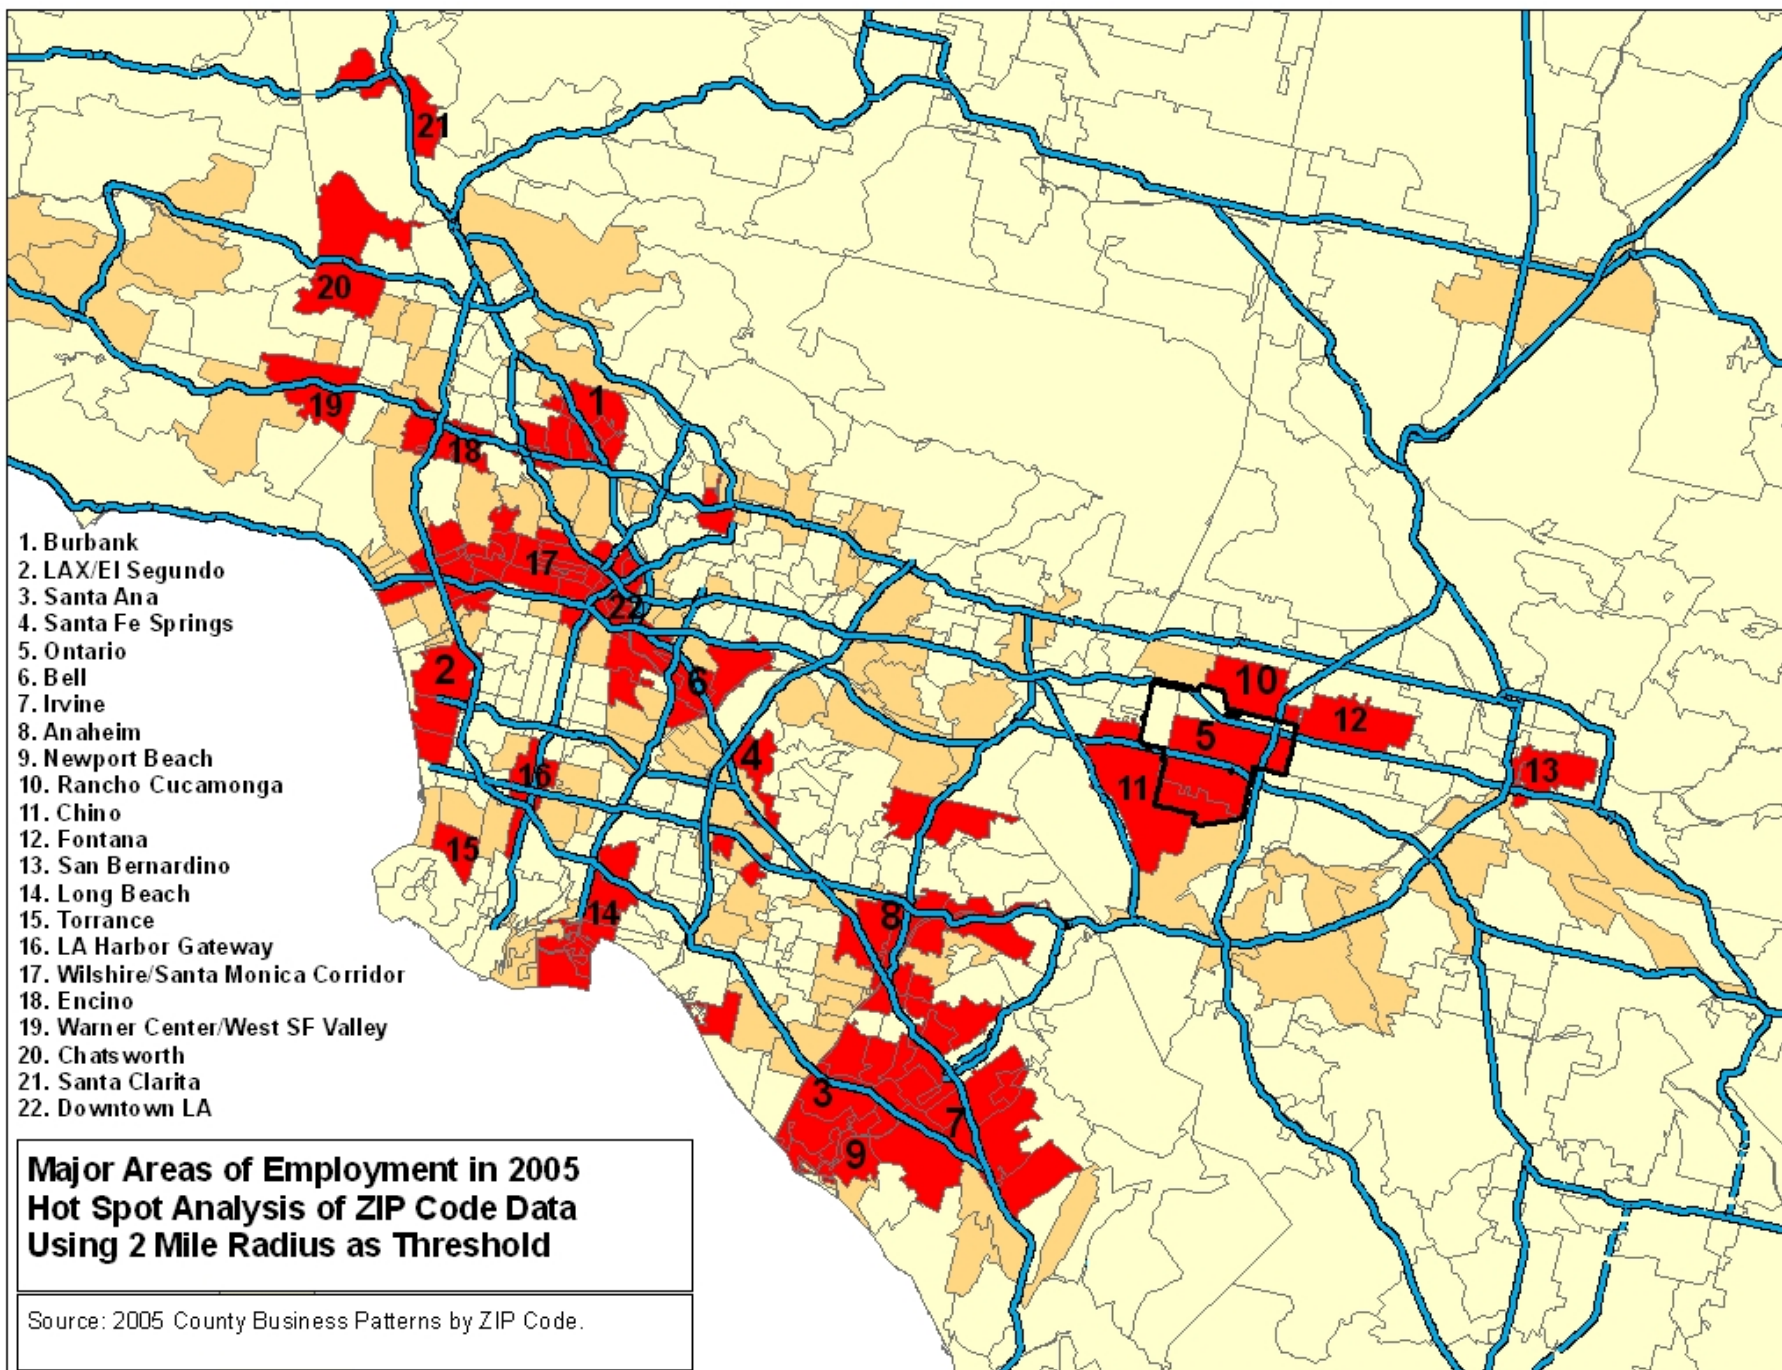 21
20
19
1
18
17
22
2
6
4
16
15
14
8
3
7
9
10
5
12
11
13
1. Burbank
2. LAX/El Segundo
3. Santa Ana
4. Santa Fe Springs
5. Ontario
6. Bell
7. Irvine
8. Anaheim
9. Newport Beach
10. Rancho Cucamonga
11. Chino
12. Fontana
13. San Bernardino
14. Long Beach
15. Torrance
16. LA Harbor Gateway
17. Wilshire/Santa Monica Corridor
18. Encino
19. Warner Center/West SF Valley
20. Chatsworth
21. Santa Clarita
22. Downtown LA
Major Areas of Employment in 2005
Hot Spot Analysis of ZIP Code Data
Using 2 Mile Radius as Threshold
Source: 2005 County Business Patterns by ZIP Code.